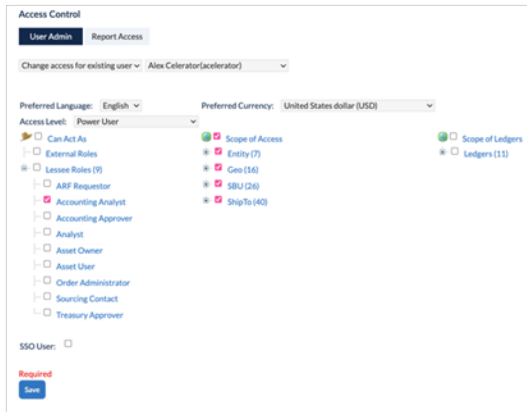 Access Control
User Admin Report Access
Change access for existing user Alex Celerator(acelerator)
Preferred Language: English Preferred Currency: United States dollar (USD)
Access Level: Power User
Can Act As Scope of Access Scope of Ledgers
External Roles Entity (7) Ledgers (11)
Lessee Roles (9) Geo (16)
ARF Requestor SBU (26)
Accounting Analyst ShipTo (40)
Accounting Approver
Analyst
Asset Owner
Asset User
Order Administrator
Sourcing Contact
Treasury Approver
SSO User:
Required
Save